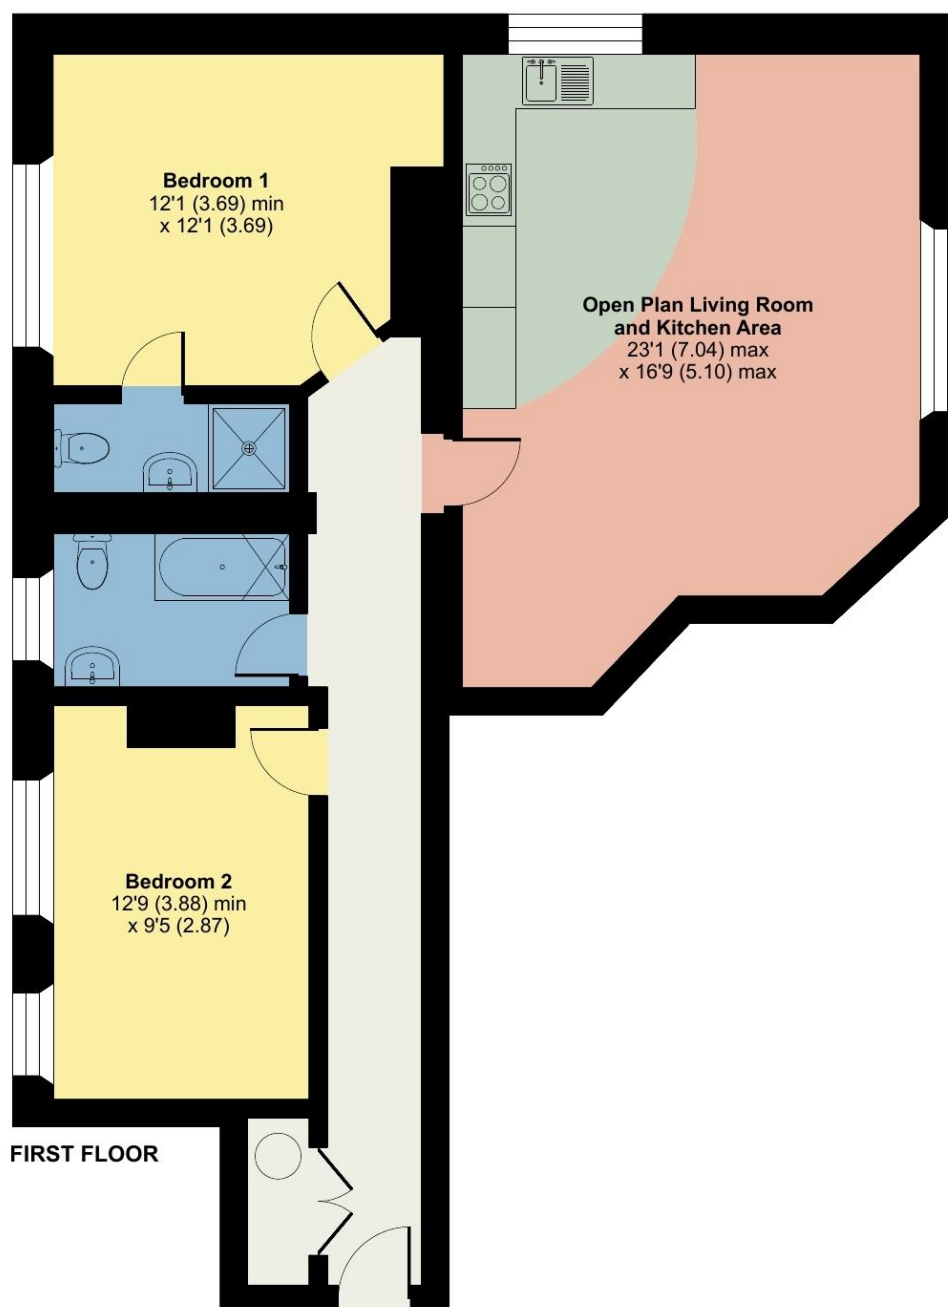 Bedroom 1
12'1 (3.69) min
x 12'1 (3.69)
Open Plan Living Room
and Kitchen Area
23'1 (7.04) max
x 16'9 (5.10) max
Bedroom 2
12'9 (3.88) min
x 9'5 (2.87)
FIRST FLOOR